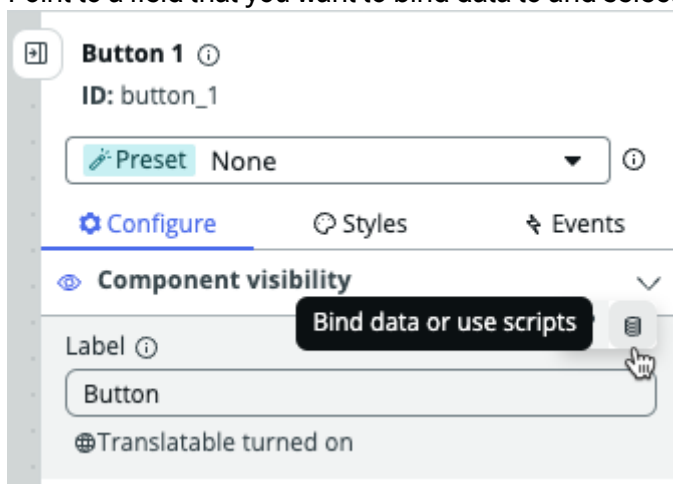 Point to a field that you want to bind data to and select
Button 1
ID: button_1
Preset None
Configure Styles Events
Component visibility
Bind data or use scripts
Label
Button
Translatable turned on